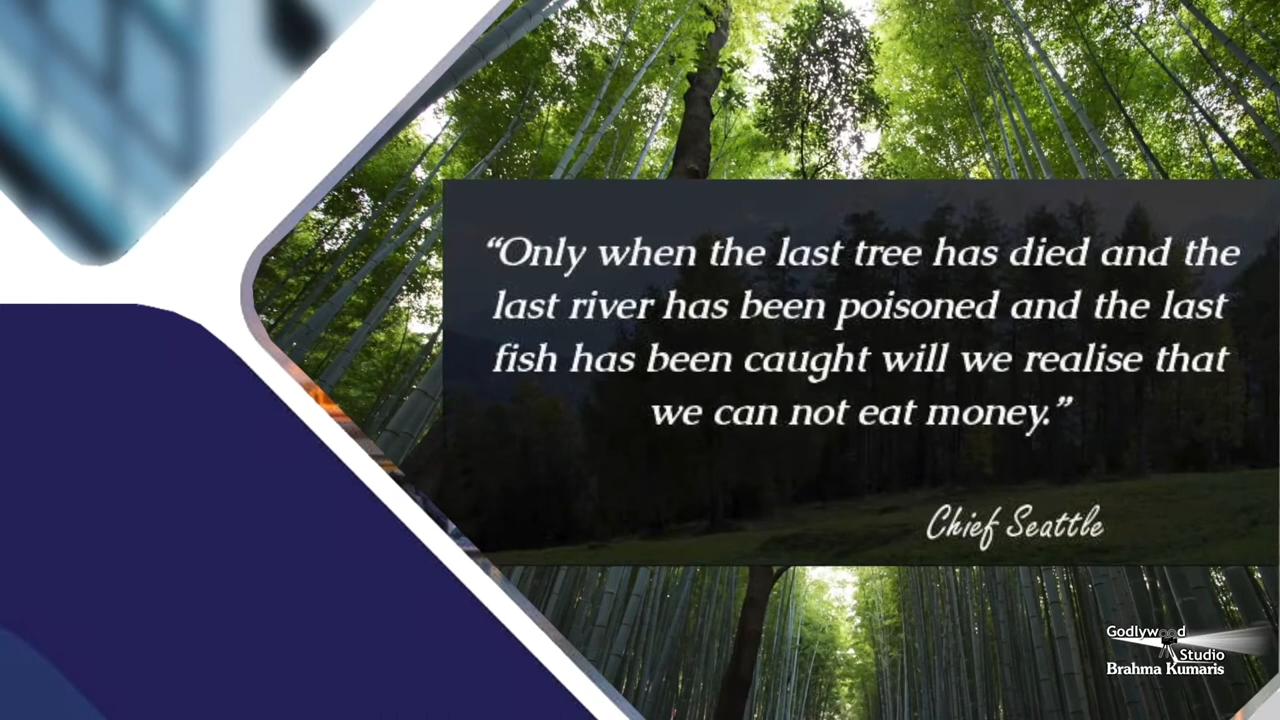 “Only when the last tree has died and the
last river has been poisoned and the last
fish has been caught will we realise that
we can not eat money.”
Chief Seattle
Godlywood
Studio
Brahma Kumaris